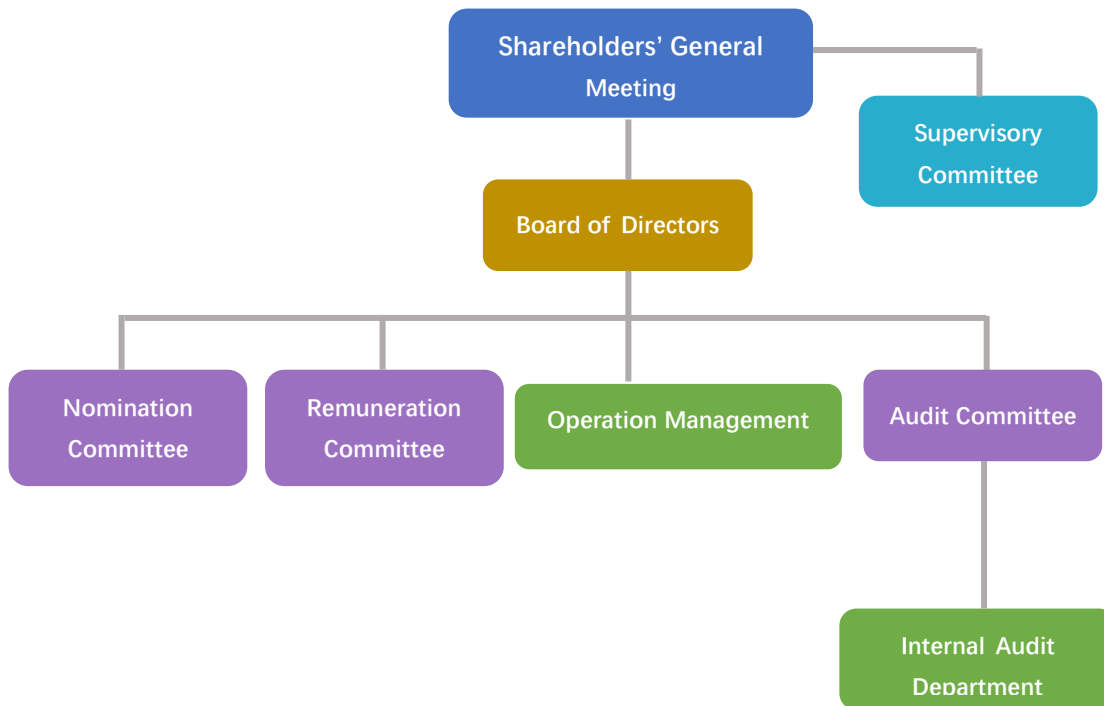 Shareholders’ General
Meeting
Supervisory
Committee
Board of Directors
Nomination
Committee
Remuneration
Committee
Operation Management
Audit Committee
Internal Audit
Department